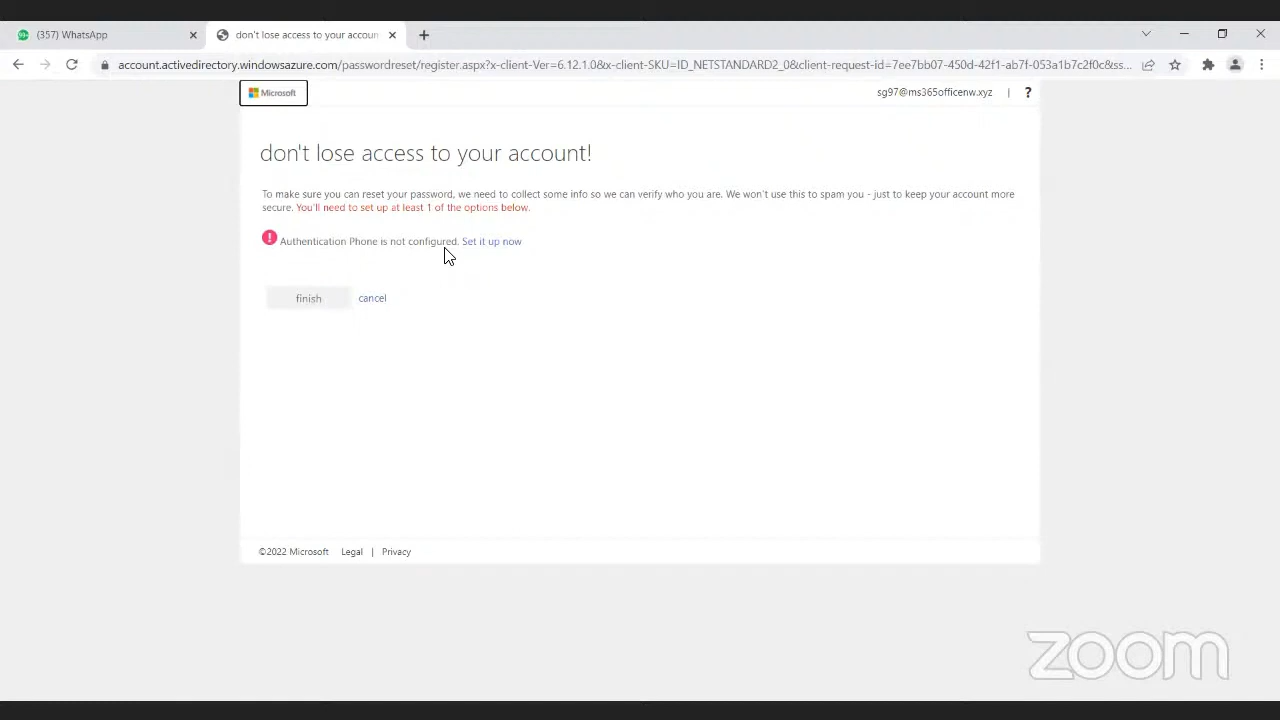 (357) WhatsApp
don't lose access to your accoun
account.activedirectory.windowsazure.com/passwordreset/register.aspx?x-client-Ver=6.12.1.0&x-client-SKU=ID_NETSTANDARD2_0&client-request-id=7ee7bb07-450d-42f1-ab7f-053a1b7c2f0c&ss...
Microsoft
sg97@ms365officenw.xyz | ?
don't lose access to your account!
To make sure you can reset your password, we need to collect some info so we can verify who you are. We won't use this to spam you - just to keep your account more
secure. You'll need to set up at least 1 of the options below.
! Authentication Phone is not configured. Set it up now
finish cancel
©2022 Microsoft Legal | Privacy
zoom